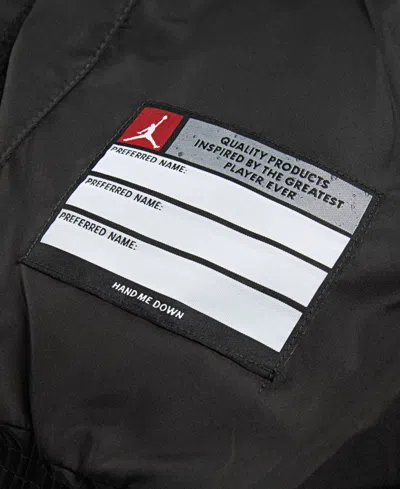 QUALITY PRODUCTS
INSPIRED BY THE GREATEST
PLAYER EVER
PREFERRED NAME:
PREFERRED NAME:
PREFERRED NAME:
HAND ME DOWN